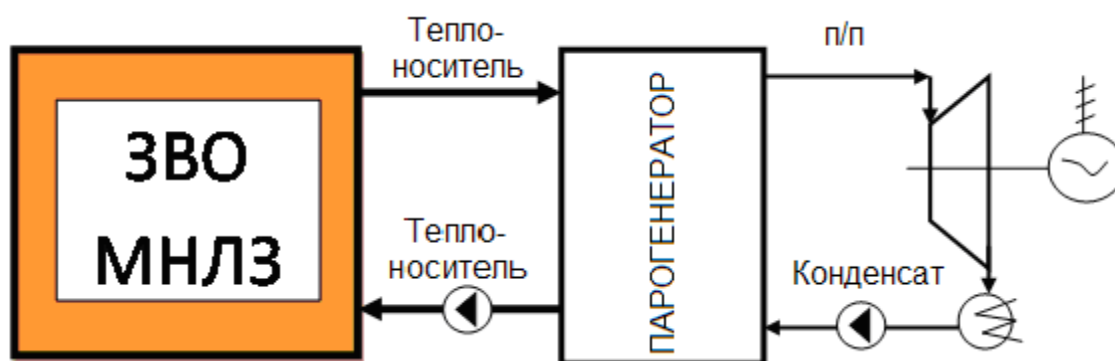 Тепло-
носитель
п/п
ЗВО
МНЛЗ
ПАРОГЕНЕРАТОР
Тепло-
носитель
Конденсат